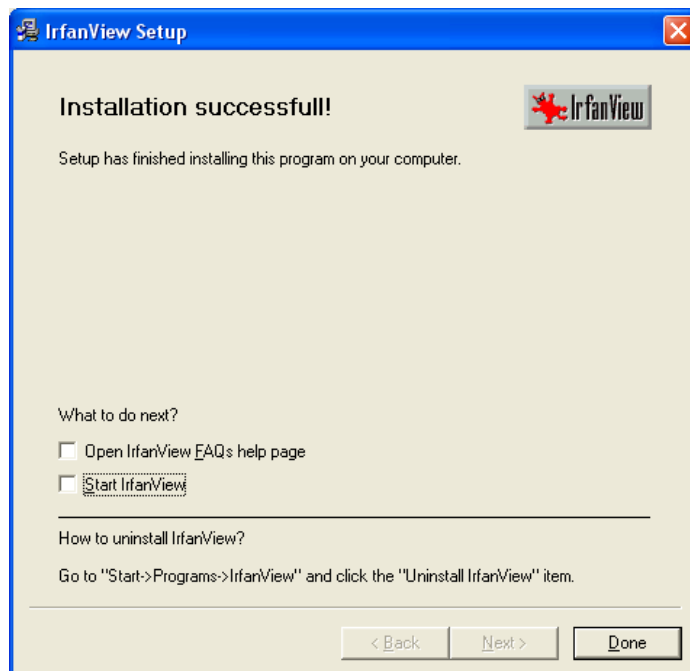 IrfanView Setup
Installation successfull!
IrfanView
Setup has finished installing this program on your computer.
What to do next?
Open IrfanView FAQs help page
Start IrfanView
How to uninstall IrfanView?
Go to "Start->Programs->IrfanView" and click the "Uninstall IrfanView" item.
< Back Next > Done